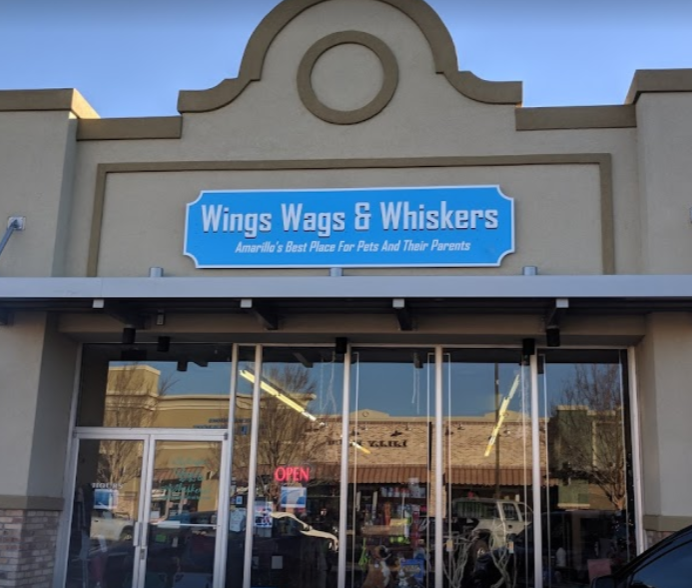 Wings Wags & Whiskers
Amarillo's Best Place For Pets And Their Parents
OPEN